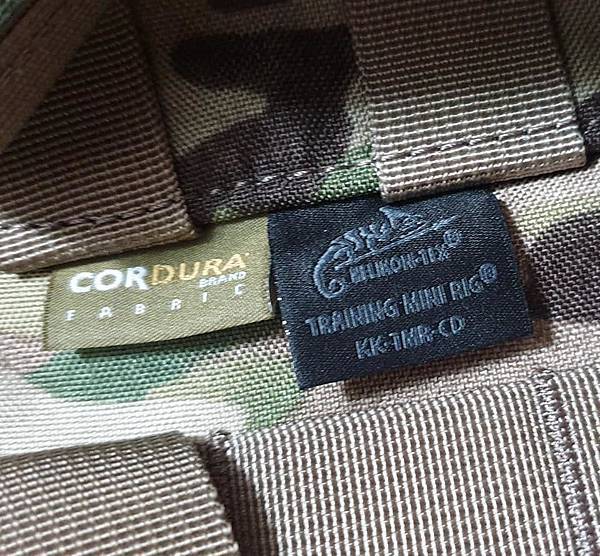 CORDURA®
BRAND
FABRIC
HELIKON-TEX®
TRAINING MINI RIG®
KK-TMR-CD